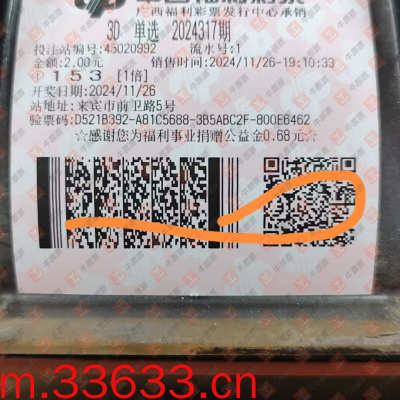 广西福利彩票发行中心承销
3D 单选 2024317期
投注站编号:45020992 流水号:1
金额:2.00元 销售时间:2024/11/26-19:10:33
①153 [1倍]
开奖日期:2024/11/26
站地址:来宾市前卫路5号
验票码:D521B392-A81C5688-3B5ABC2F-800E6462
☆感谢您为福利事业捐赠公益金0.68元☆
m.33633.cn